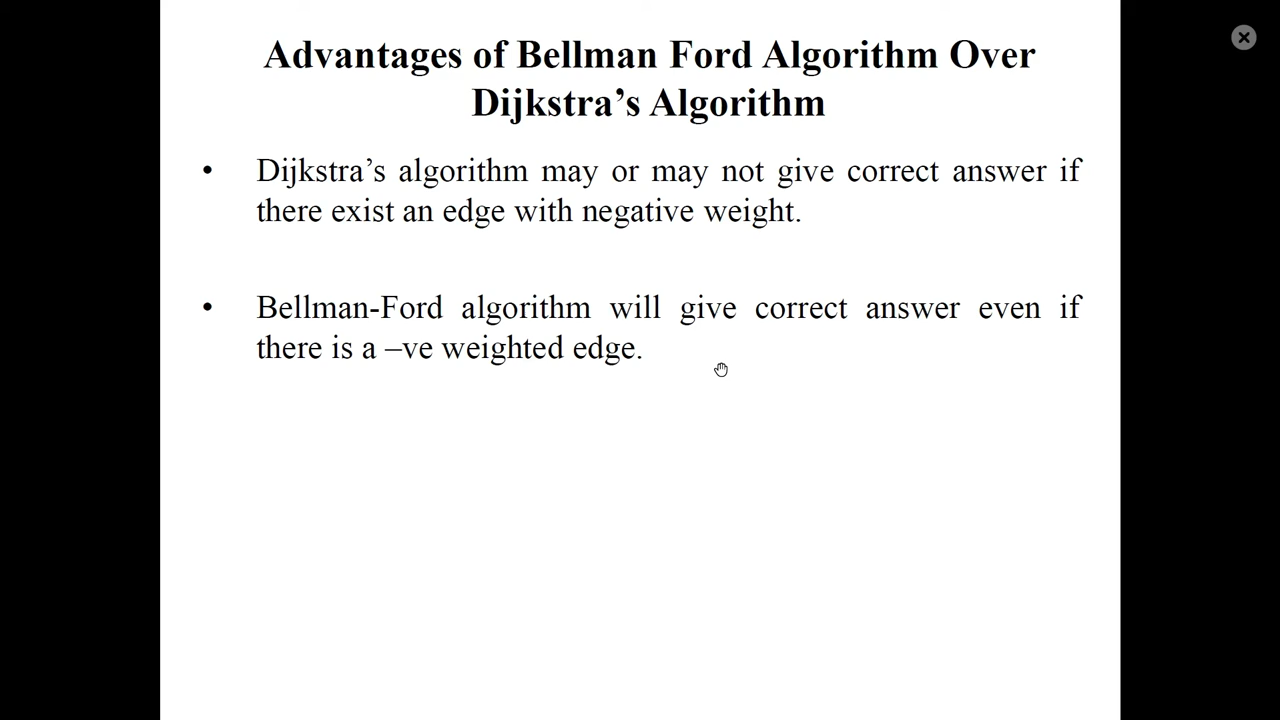 Advantages of Bellman Ford Algorithm Over
Dijkstra’s Algorithm
• Dijkstra’s algorithm may or may not give correct answer if
there exist an edge with negative weight.
• Bellman-Ford algorithm will give correct answer even if
there is a –ve weighted edge.